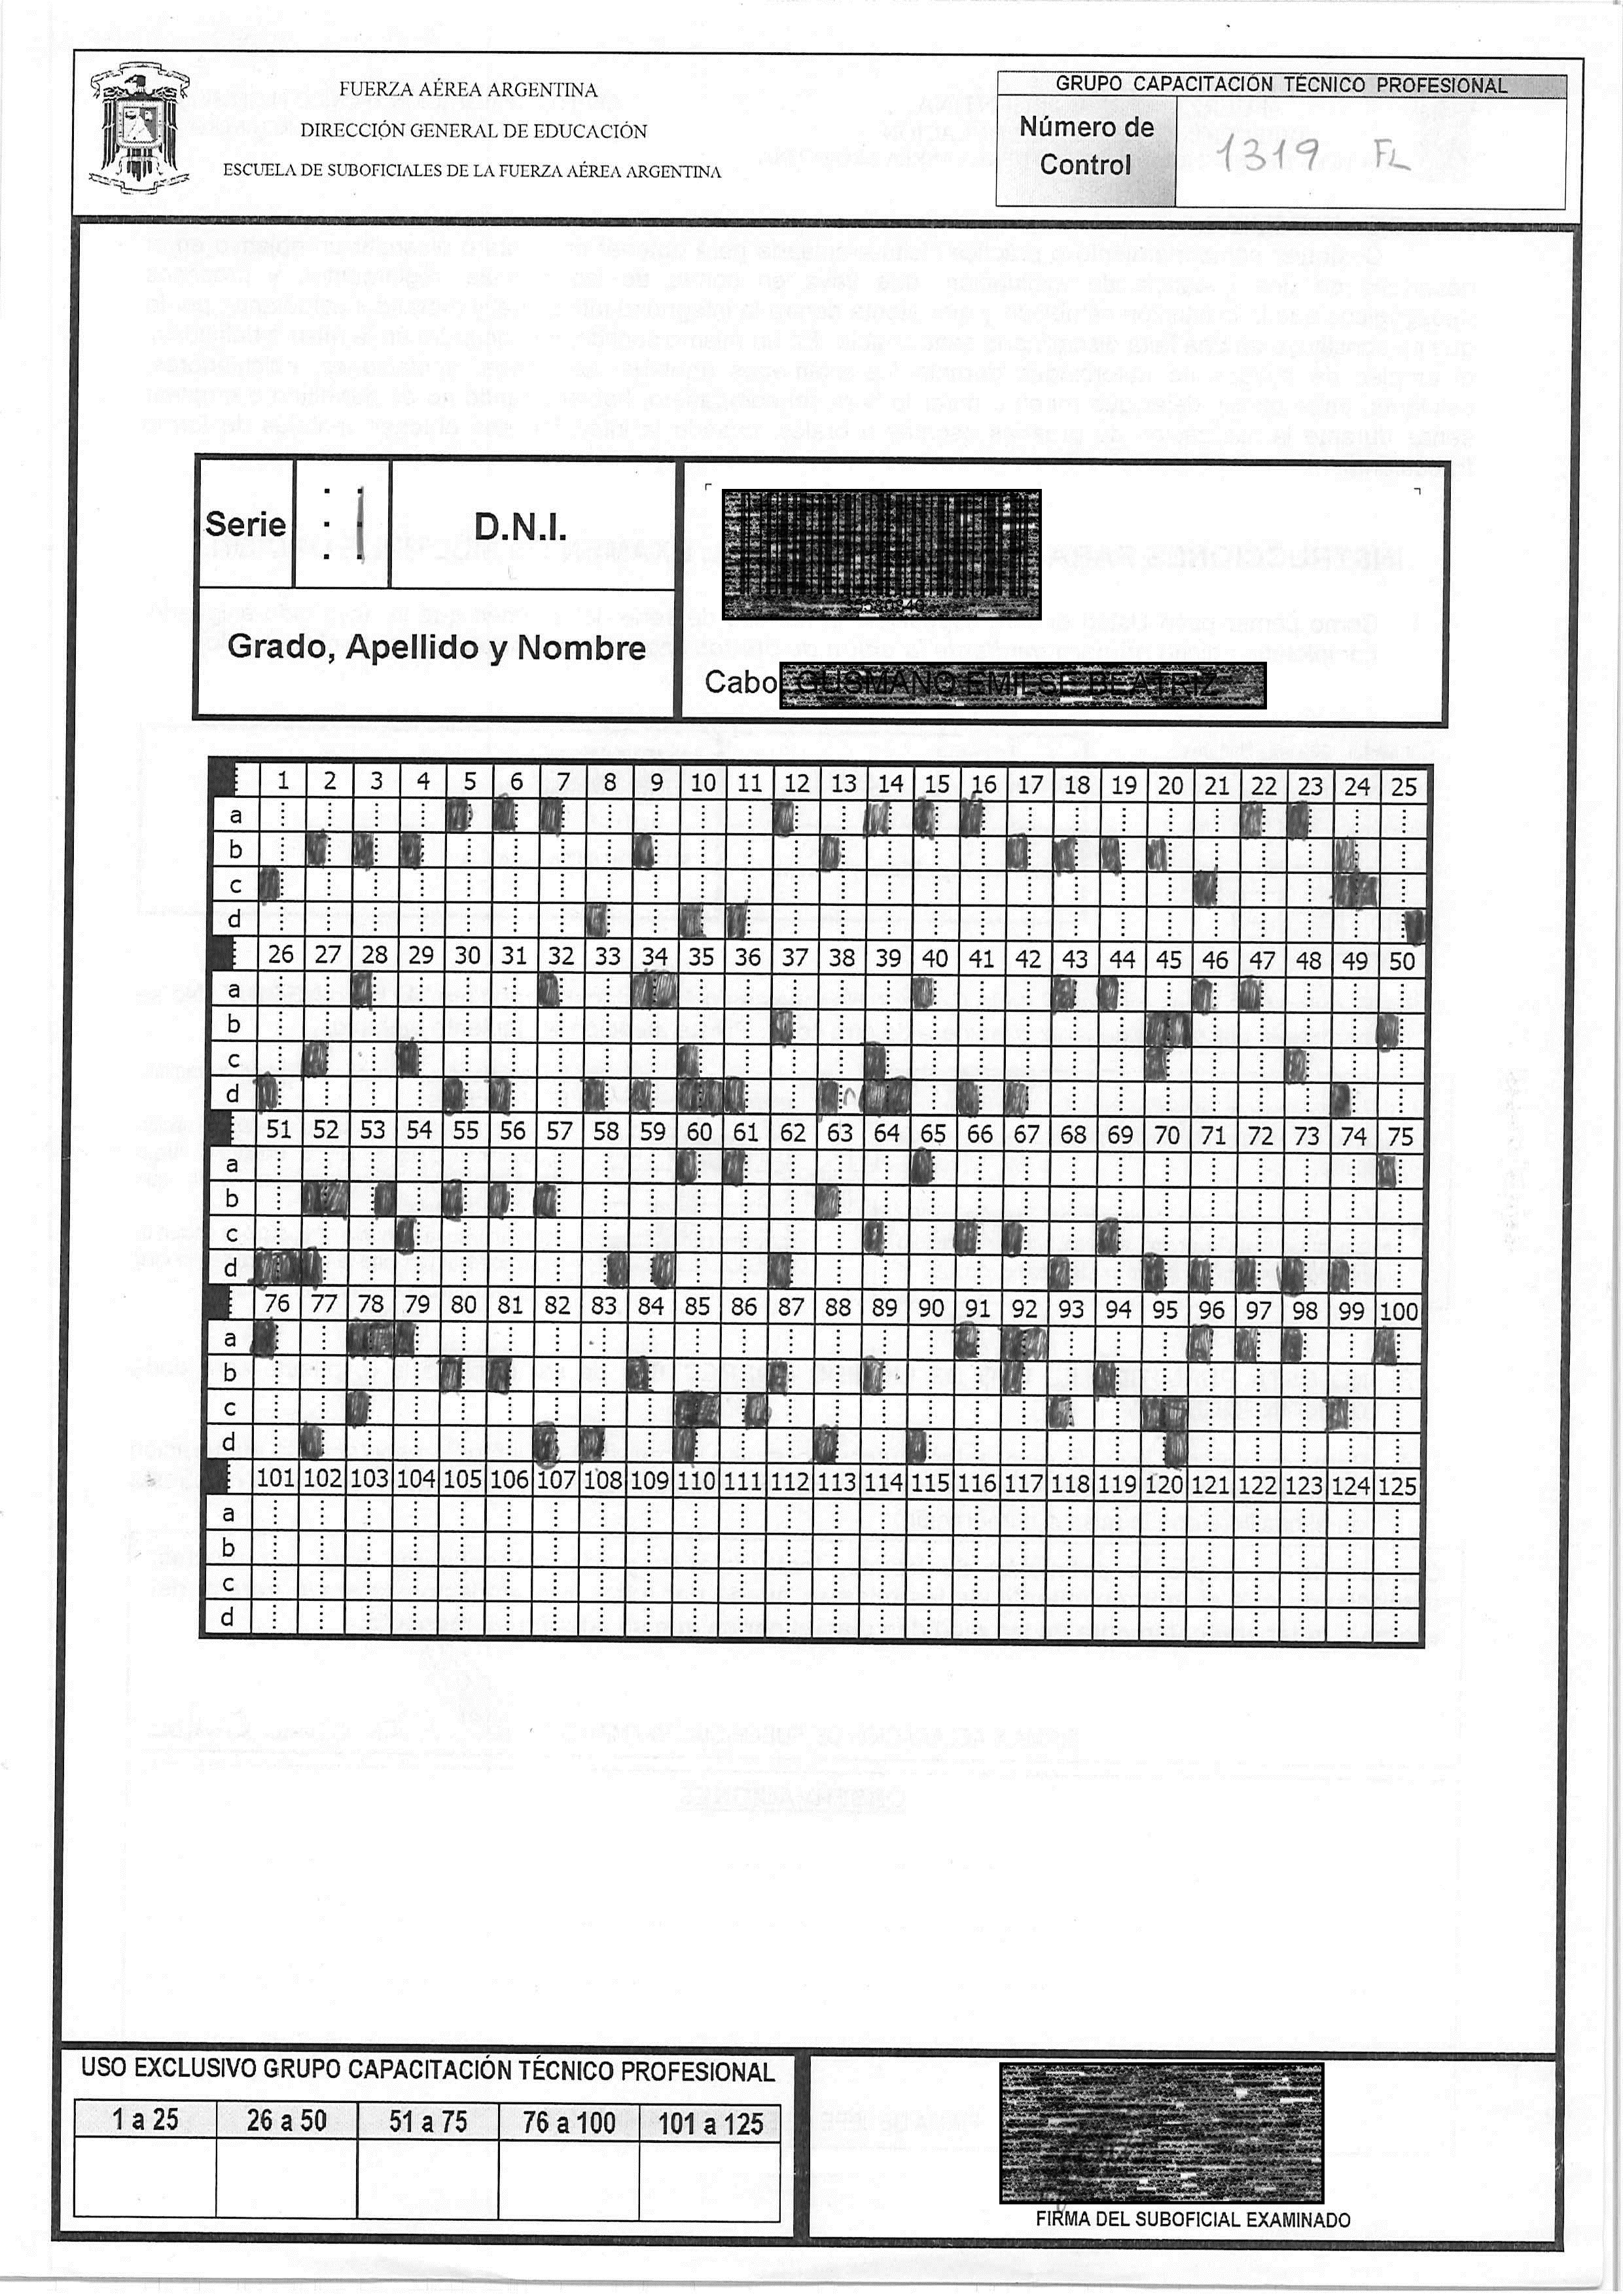 FUERZA AÉREA ARGENTINA
DIRECCIÓN GENERAL DE EDUCACIÓN
ESCUELA DE SUBOFICIALES DE LA FUERZA AÉREA ARGENTINA
GRUPO CAPACITACIÓN TÉCNICO PROFESIONAL
Número de Control
1319 FL
Serie
D.N.I.
Grado, Apellido y Nombre
Cabo
1 2 3 4 5 6 7 8 9 10 11 12 13 14 15 16 17 18 19 20 21 22 23 24 25
a
b
c
d
26 27 28 29 30 31 32 33 34 35 36 37 38 39 40 41 42 43 44 45 46 47 48 49 50
a
b
c
d
51 52 53 54 55 56 57 58 59 60 61 62 63 64 65 66 67 68 69 70 71 72 73 74 75
a
b
c
d
76 77 78 79 80 81 82 83 84 85 86 87 88 89 90 91 92 93 94 95 96 97 98 99 100
a
b
c
d
101 102 103 104 105 106 107 108 109 110 111 112 113 114 115 116 117 118 119 120 121 122 123 124 125
a
b
c
d
USO EXCLUSIVO GRUPO CAPACITACIÓN TÉCNICO PROFESIONAL
1 a 25 26 a 50 51 a 75 76 a 100 101 a 125
FIRMA DEL SUBOFICIAL EXAMINADO